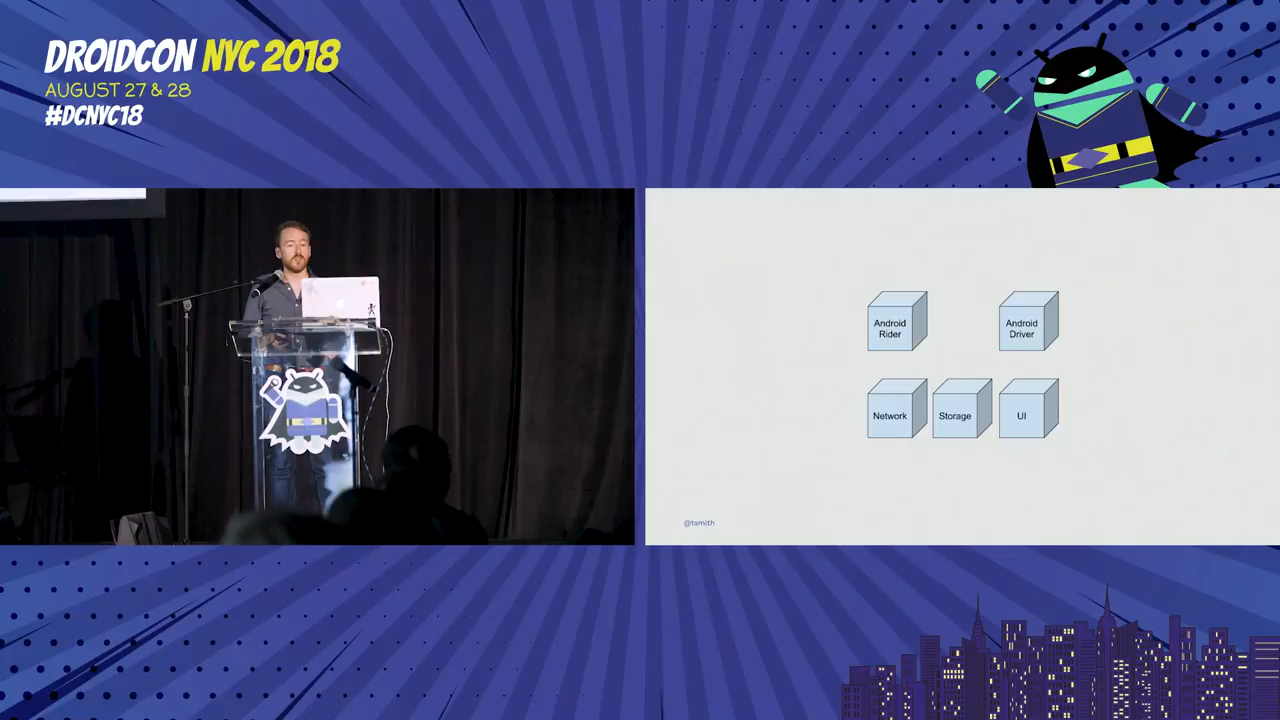 DROIDCON NYC 2018
AUGUST 27 & 28
#DCNYC18
Android
Rider
Android
Driver
Network
Storage
UI
@tsmith